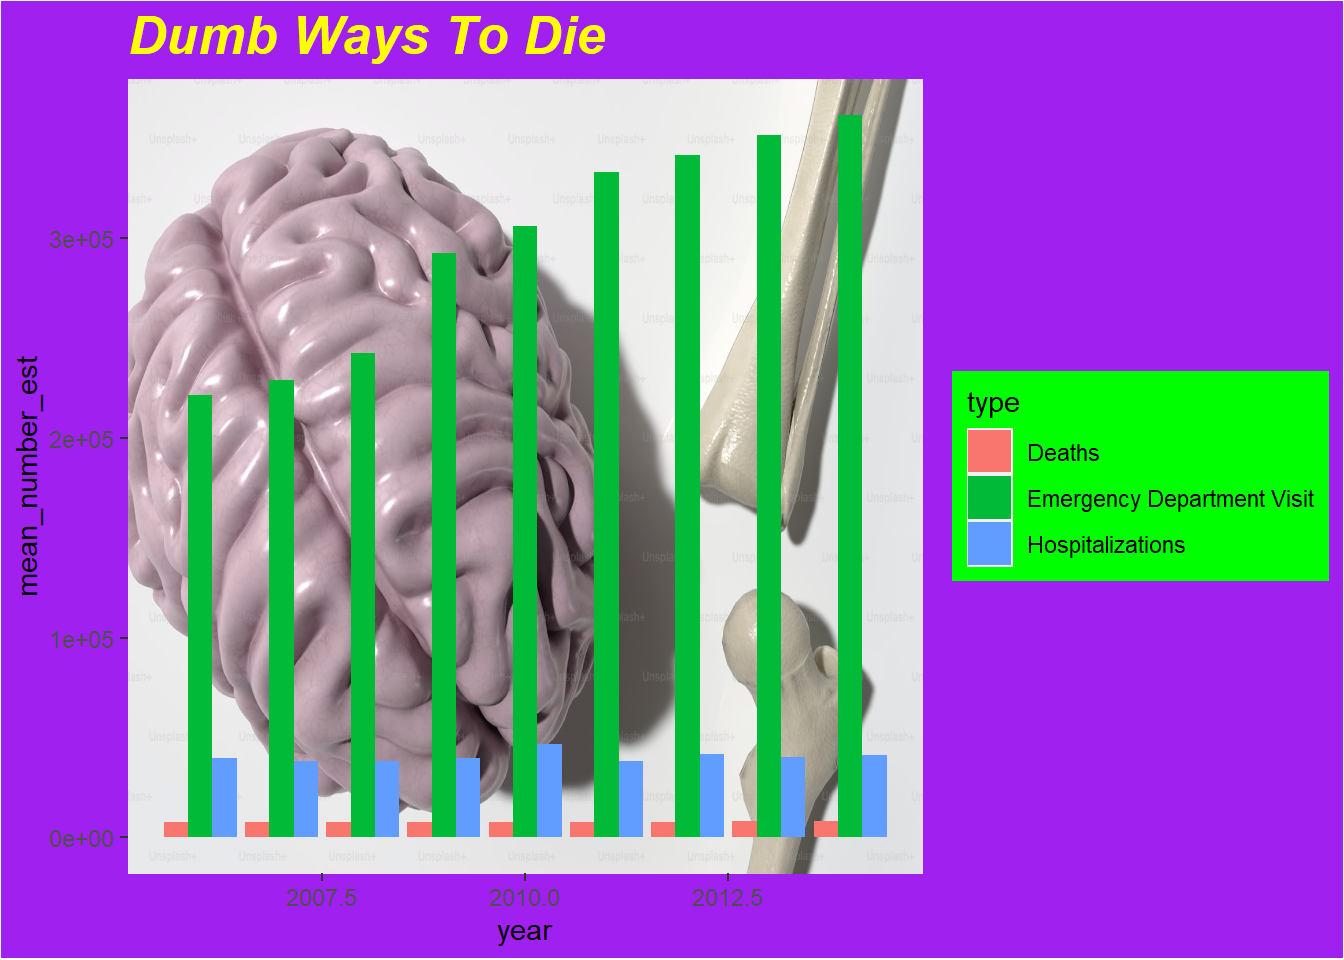 Dumb Ways To Die
mean_number_est
3e+05
2e+05
1e+05
0e+00
2007.5 2010.0 2012.5
year
type
Deaths
Emergency Department Visit
Hospitalizations
Unsplash+